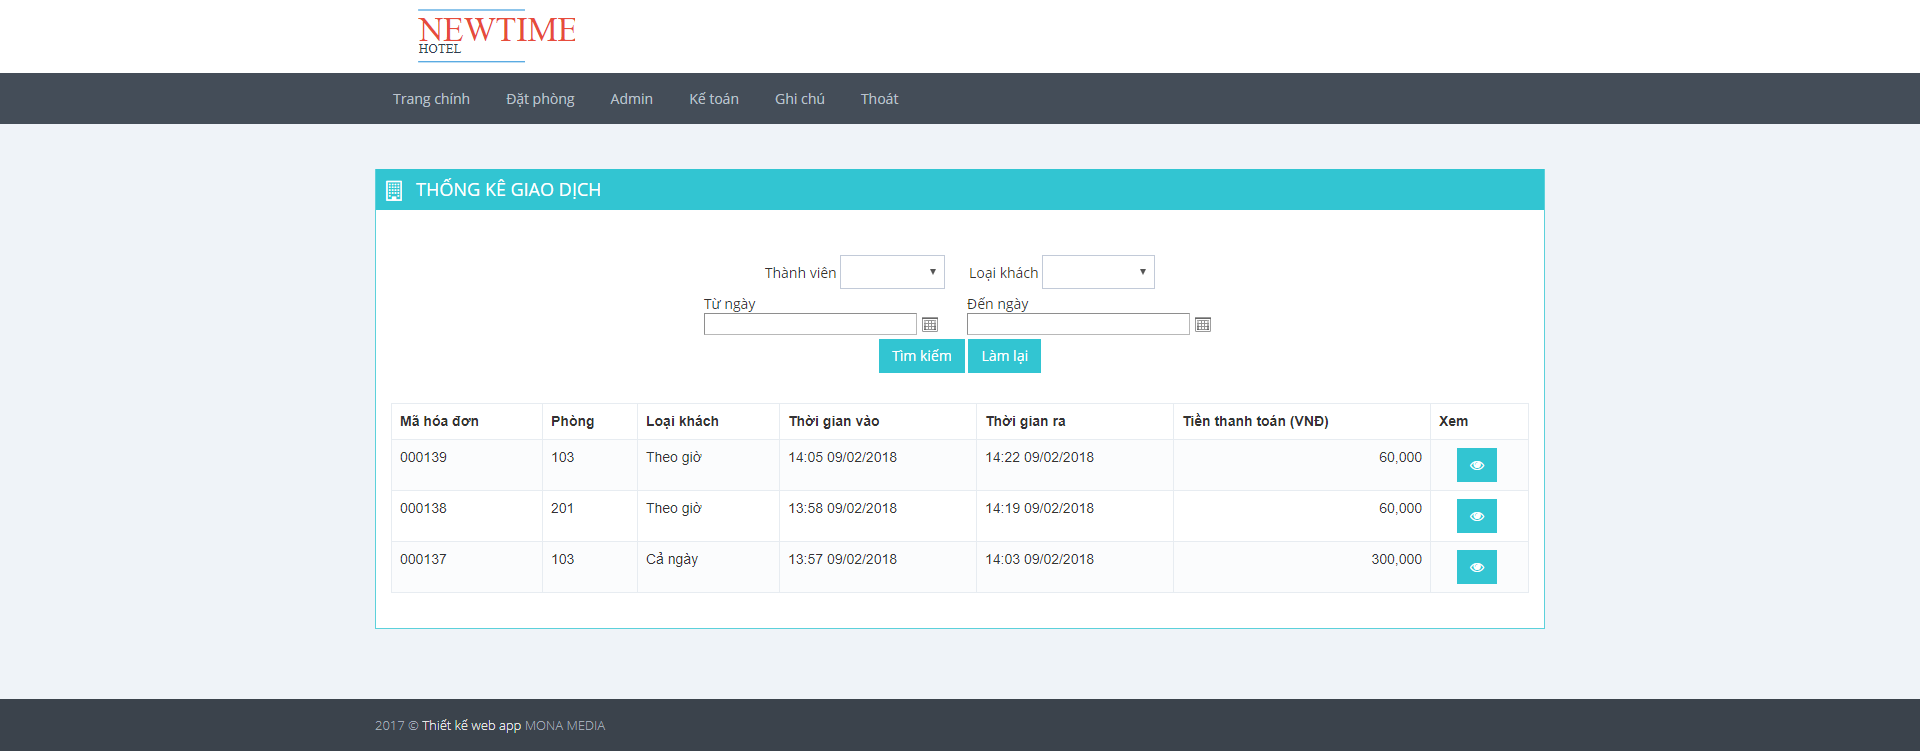 NEWTIME
HOTEL
Trang chính Đặt phòng Admin Kế toán Ghi chú Thoát
THỐNG KÊ GIAO DỊCH
Thành viên Loại khách
Từ ngày Đến ngày
Tìm kiếm Làm lại
Mã hóa đơn Phòng Loại khách Thời gian vào Thời gian ra Tiền thanh toán (VNĐ) Xem
000139 103 Theo giờ 14:05 09/02/2018 14:22 09/02/2018 60,000
000138 201 Theo giờ 13:58 09/02/2018 14:19 09/02/2018 60,000
000137 103 Cả ngày 13:57 09/02/2018 14:03 09/02/2018 300,000
2017 © Thiết kế web app MONA MEDIA